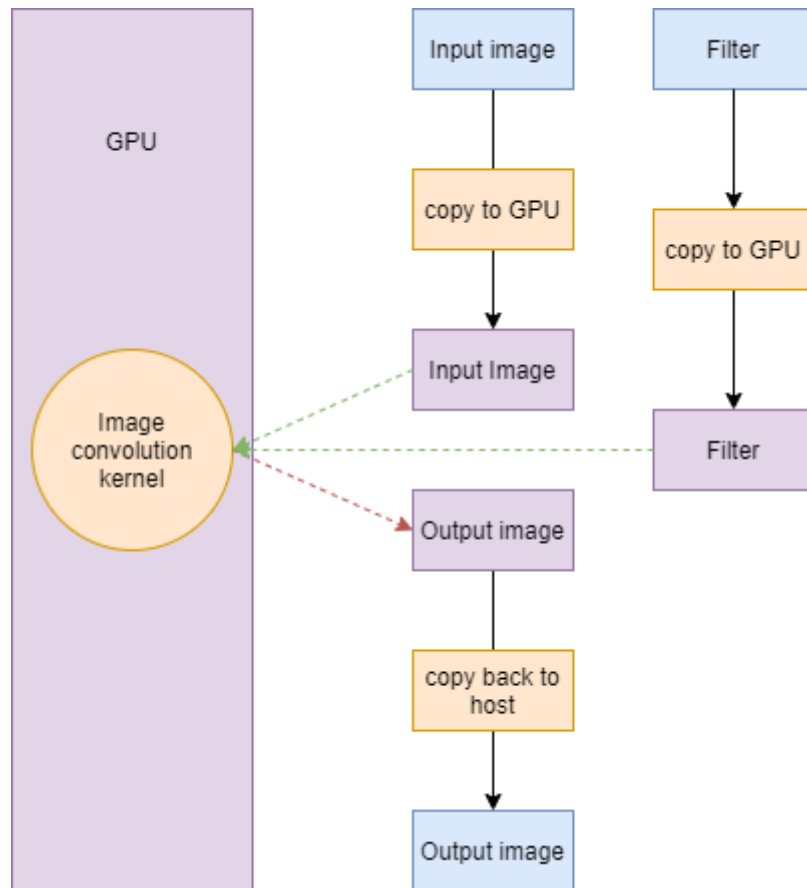 Input image
Filter
GPU
copy to GPU
copy to GPU
Input Image
Image
convolution
kernel
Filter
Output image
copy back to
host
Output image